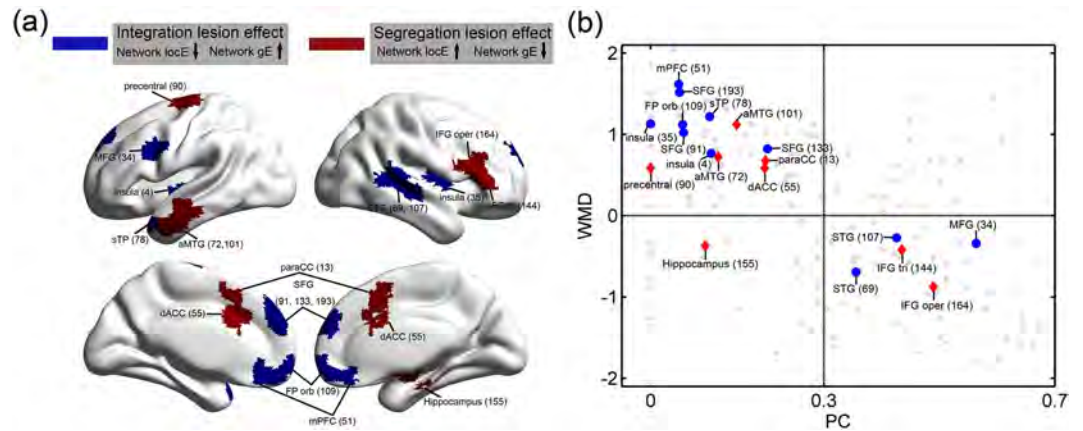 (a)
Integration lesion effect
Network locE ↓ Network gE ↑
Segregation lesion effect
Network locE ↑ Network gE ↓
precentral (90)
MFG (34)
insula (4)
sTP (78)
aMTG (72,101)
IFG oper (164)
insula (35)
(144)
(69, 107)
paraCC (13)
SFG
(91, 133, 193)
dACC (55)
dACC (55)
FP orb (109)
Hippocampus (155)
mPFC (51)
(b)
2
1
0
-1
-2
WMD
mPFC (51)
SFG (193)
FP orb (109)
sTP (78)
aMTG (101)
insula (35)
SFG (91)
SFG (133)
insula (4)
paraCC (13)
aMTG (72)
precentral (90)
dACC (55)
Hippocampus (155)
STG (107)
MFG (34)
IFG tri (144)
STG (69)
IFG oper (164)
0
0.3
0.7
PC